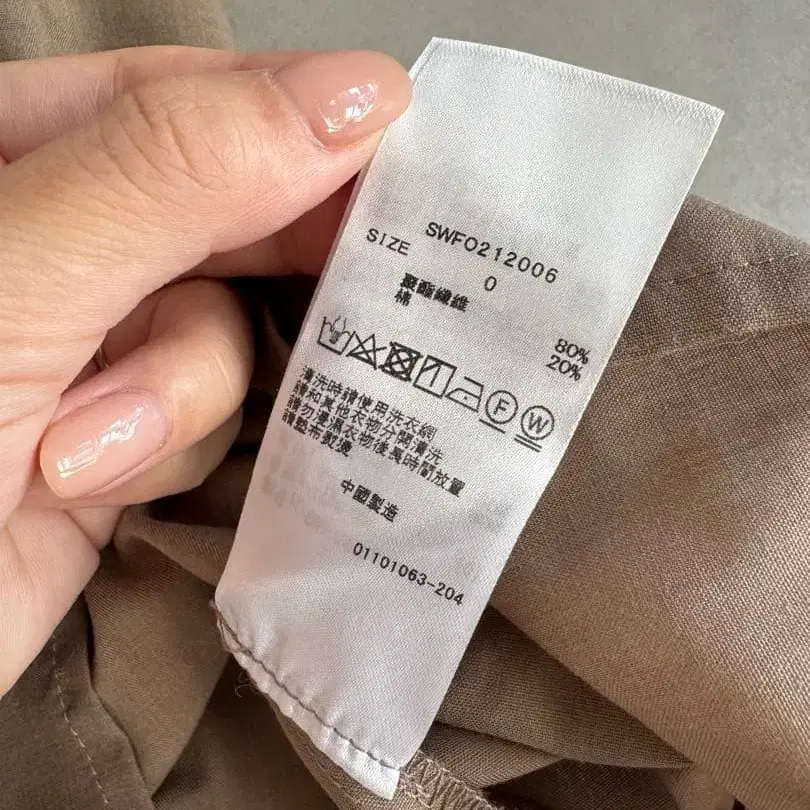 SWFO212006
SIZE 0
聚酯纖維 80%
棉 20%
F W
清洗時請使用洗衣網
請和其他衣物分開清洗
請勿濕衣物後長時間放置
請墊布熨燙
中國製造
01101063-204